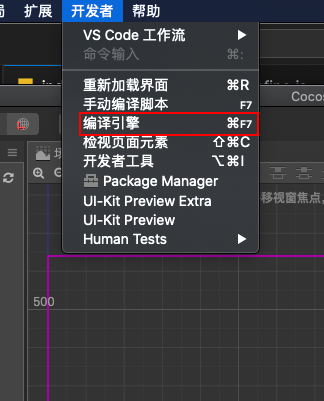 扩展 开发者 帮助
VS Code 工作流
命令输入 ⌘:
重新加载界面 ⌘R
手动编译脚本 F7
编译引擎 ⌘F7
检视页面元素 ⇧⌘C
开发者工具 ⌥⌘I
Package Manager
UI-Kit Preview Extra
UI-Kit Preview
Human Tests
Cocos
移视窗焦点,
500